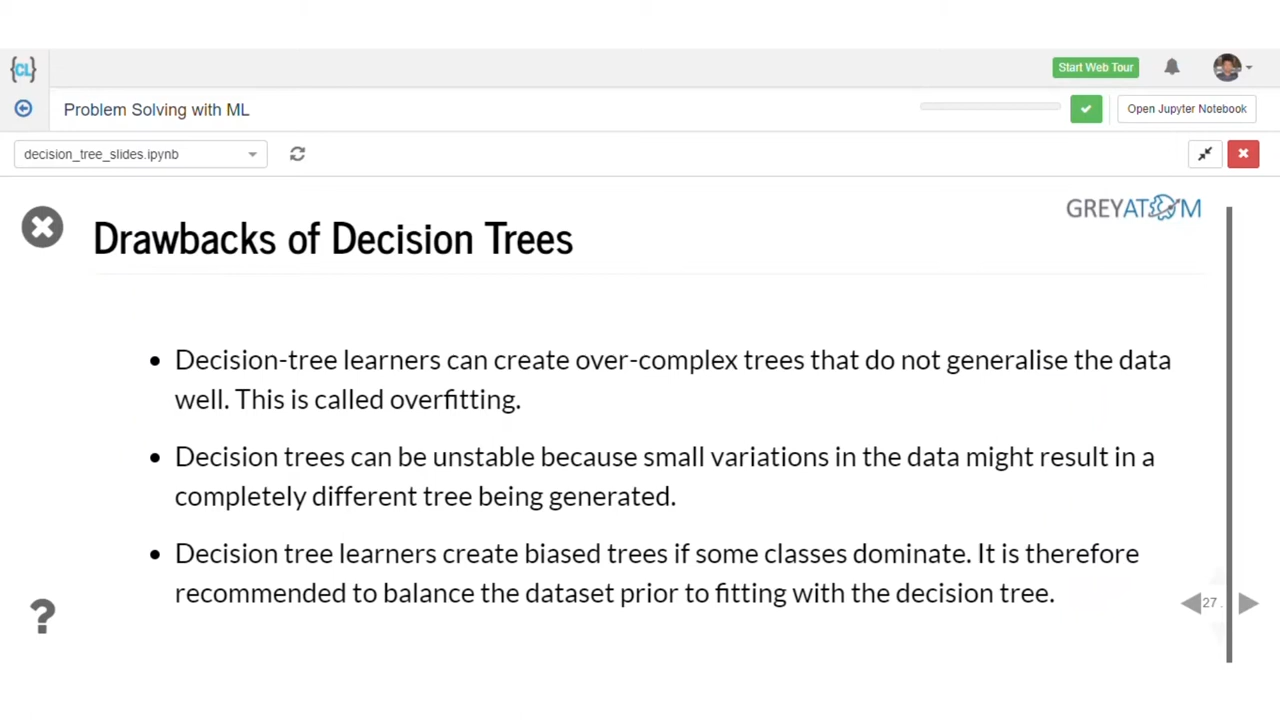 {CL}
Start Web Tour
Problem Solving with ML
Open Jupyter Notebook
decision_tree_slides.ipynb
GREYATOM
Drawbacks of Decision Trees
• Decision-tree learners can create over-complex trees that do not generalise the data
well. This is called overfitting.
• Decision trees can be unstable because small variations in the data might result in a
completely different tree being generated.
• Decision tree learners create biased trees if some classes dominate. It is therefore
recommended to balance the dataset prior to fitting with the decision tree.
?
27 .